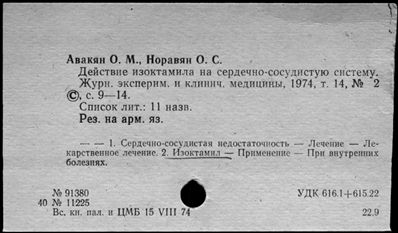 Авакян О. М., Норавян О. С.
Действие изоктамила на сердечно-сосудистую систему.
Журн. эксперим. и клинич. медицины, 1974, т. 14, № 2
©, с. 9—14.
Список лит.: 11 назв.
Рез. на арм. яз.
— — 1. Сердечно-сосудистая недостаточность — Лечение — Ле-
карственное лечение. 2. Изоктамил — Применение — При внутренних
болезнях.
№ 91380
УДК 616.1+615.22
40 № 11225
Вс. кн. пал. и ЦМБ 15 VIII 74
22.9